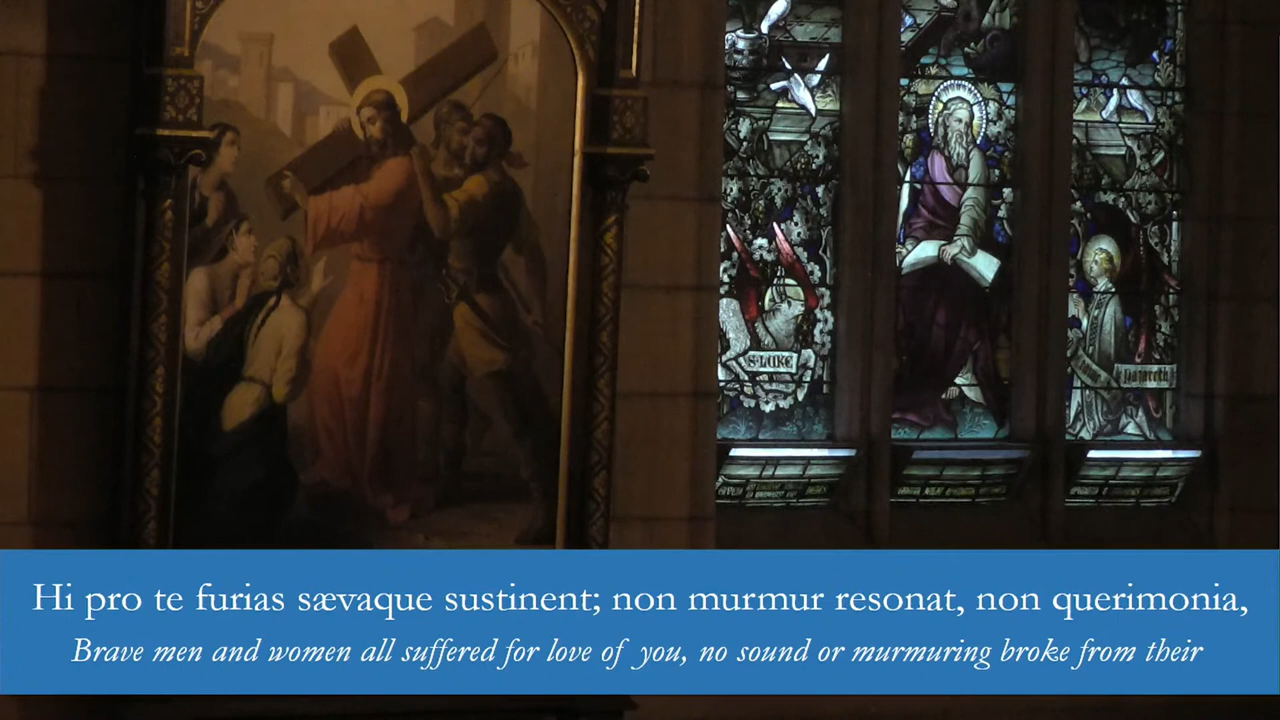 S·LUKE
Nazareth
Hi pro te furias sævaque sustinent; non murmur resonat, non querimonia,
Brave men and women all suffered for love of you, no sound or murmuring broke from their